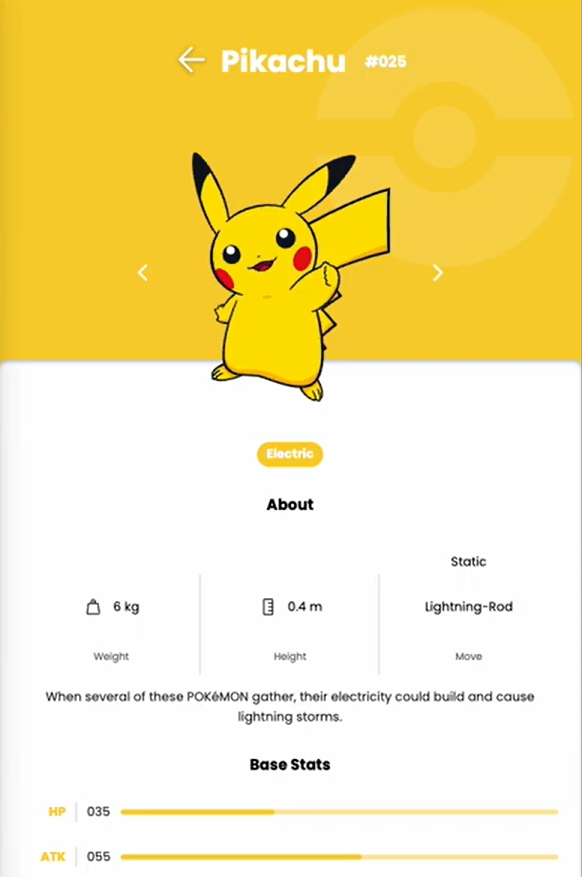 Pikachu #025
Electric
About
Static
6 kg
0.4 m
Lightning-Rod
Weight
Height
Move
When several of these POKéMON gather, their electricity could build and cause
lightning storms.
Base Stats
HP 035
ATK 055